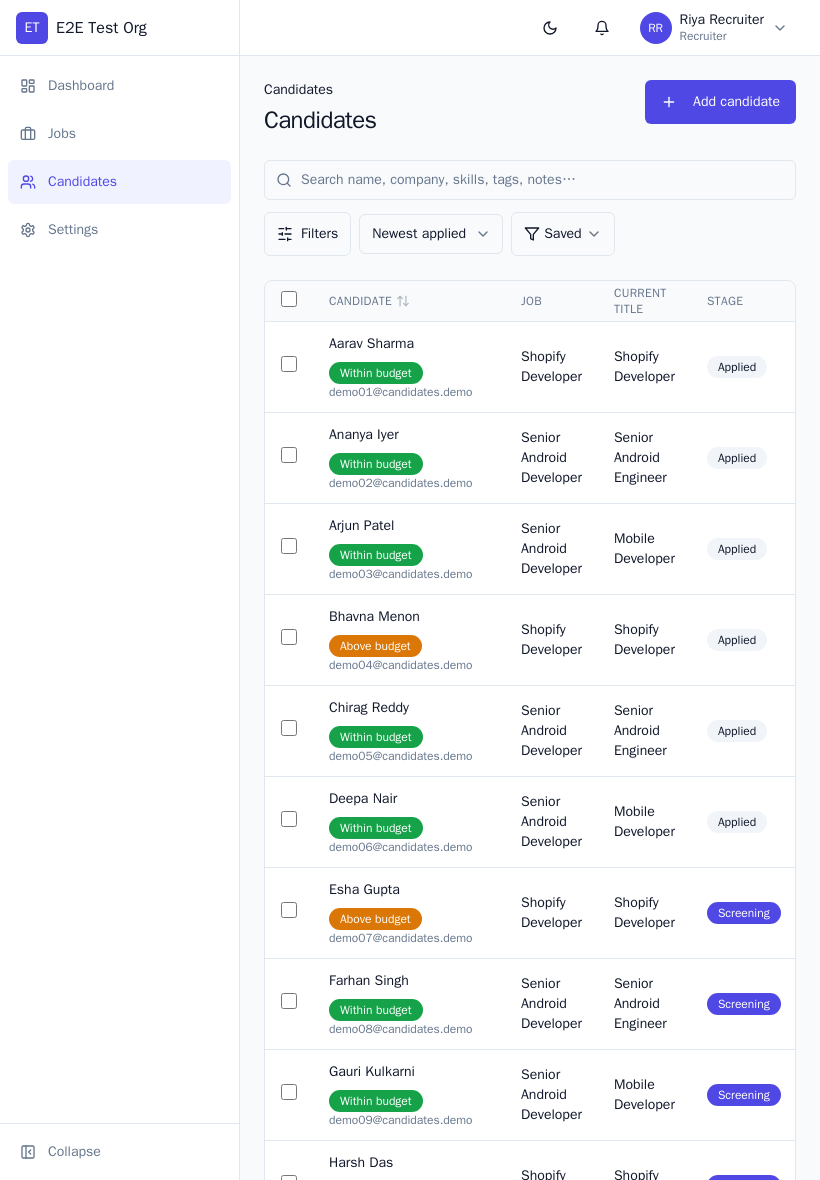 ET
E2E Test Org
RR
Riya Recruiter
Recruiter
Dashboard
Jobs
Candidates
Settings
Collapse
Candidates
Candidates
Add candidate
Search name, company, skills, tags, notes…
Filters
Newest applied
Saved
CANDIDATE
JOB
CURRENT
TITLE
STAGE
Aarav Sharma
Within budget
demo01@candidates.demo
Shopify
Developer
Shopify
Developer
Applied
Ananya Iyer
Within budget
demo02@candidates.demo
Senior
Android
Developer
Senior
Android
Engineer
Applied
Arjun Patel
Within budget
demo03@candidates.demo
Senior
Android
Developer
Mobile
Developer
Applied
Bhavna Menon
Above budget
demo04@candidates.demo
Shopify
Developer
Shopify
Developer
Applied
Chirag Reddy
Within budget
demo05@candidates.demo
Senior
Android
Developer
Senior
Android
Engineer
Applied
Deepa Nair
Within budget
demo06@candidates.demo
Senior
Android
Developer
Mobile
Developer
Applied
Esha Gupta
Above budget
demo07@candidates.demo
Shopify
Developer
Shopify
Developer
Screening
Farhan Singh
Within budget
demo08@candidates.demo
Senior
Android
Developer
Senior
Android
Engineer
Screening
Gauri Kulkarni
Within budget
demo09@candidates.demo
Senior
Android
Developer
Mobile
Developer
Screening
Harsh Das
Shopify
Shopify